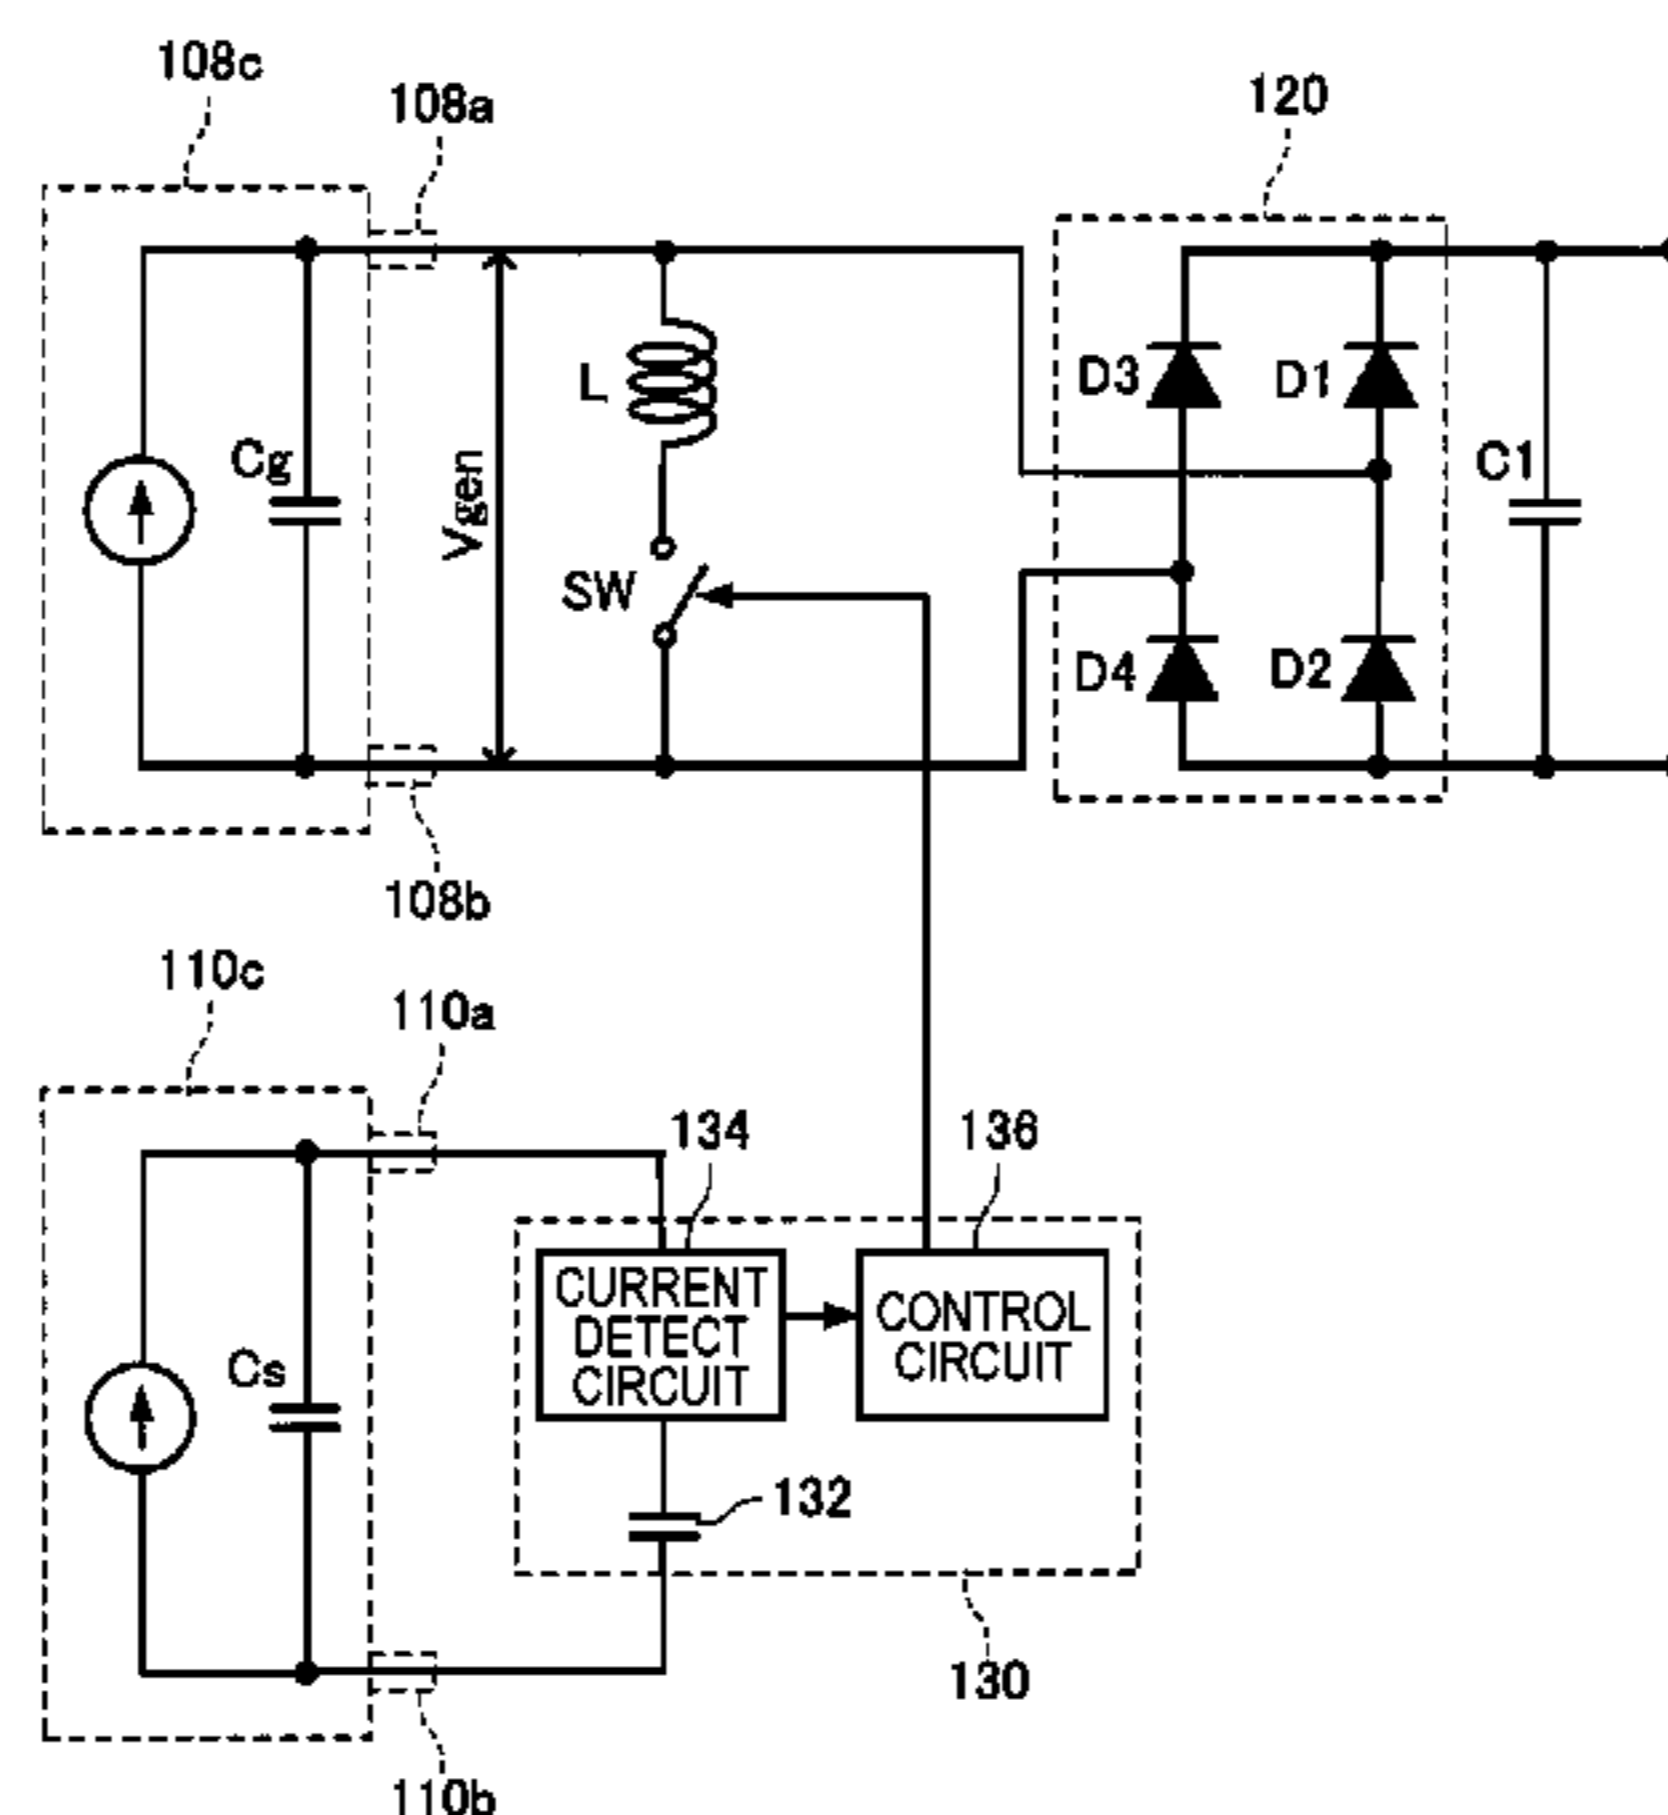 108c
108a
120
D3
D1
L
Cg
Vgen
C1
SW
D4
D2
108b
110c
110a
134
136
CURRENT
DETECT
CIRCUIT
CONTROL
CIRCUIT
Cs
132
130
110b